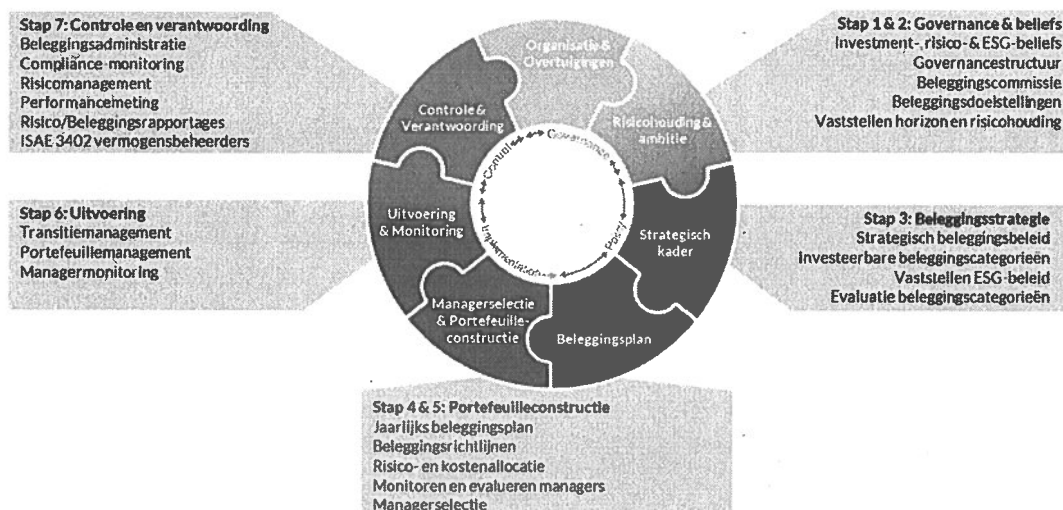 Stap 7: Controle en verantwoording
Beleggingsadministratie
Compliance-monitoring
Risicomanagement
Performancemeting
Risico/Beleggingsrapportages
ISAE 3402 vermogensbeheerders
Stap 1 & 2: Governance & beliefs
Investment-, risico- & ESG-beliefs
Governancestructuur
Beleggingscommissie
Beleggingsdoelstellingen
Vaststellen horizon en risicohouding
Organisatie &
Overtuigingen
Controle &
Verantwoording
Risicohouding &
ambitie
Control
Governance
Policy
Implementation
Uitvoering
& Monitoring
Strategisch
kader
Managerselectie
& Portefeuille-
constructie
Beleggingsplan
Stap 6: Uitvoering
Transitiemanagement
Portefeuillemanagement
Managermonitoring
Stap 3: Beleggingsstrategie
Strategisch beleggingsbeleid
Investeerbare beleggingscategorieën
Vaststellen ESG-beleid
Evaluatie beleggingscategorieën
Stap 4 & 5: Portefeuilleconstructie
Jaarlijks beleggingsplan
Beleggingsrichtlijnen
Risico- en kostenallocatie
Monitoren en evalueren managers
Managerselectie